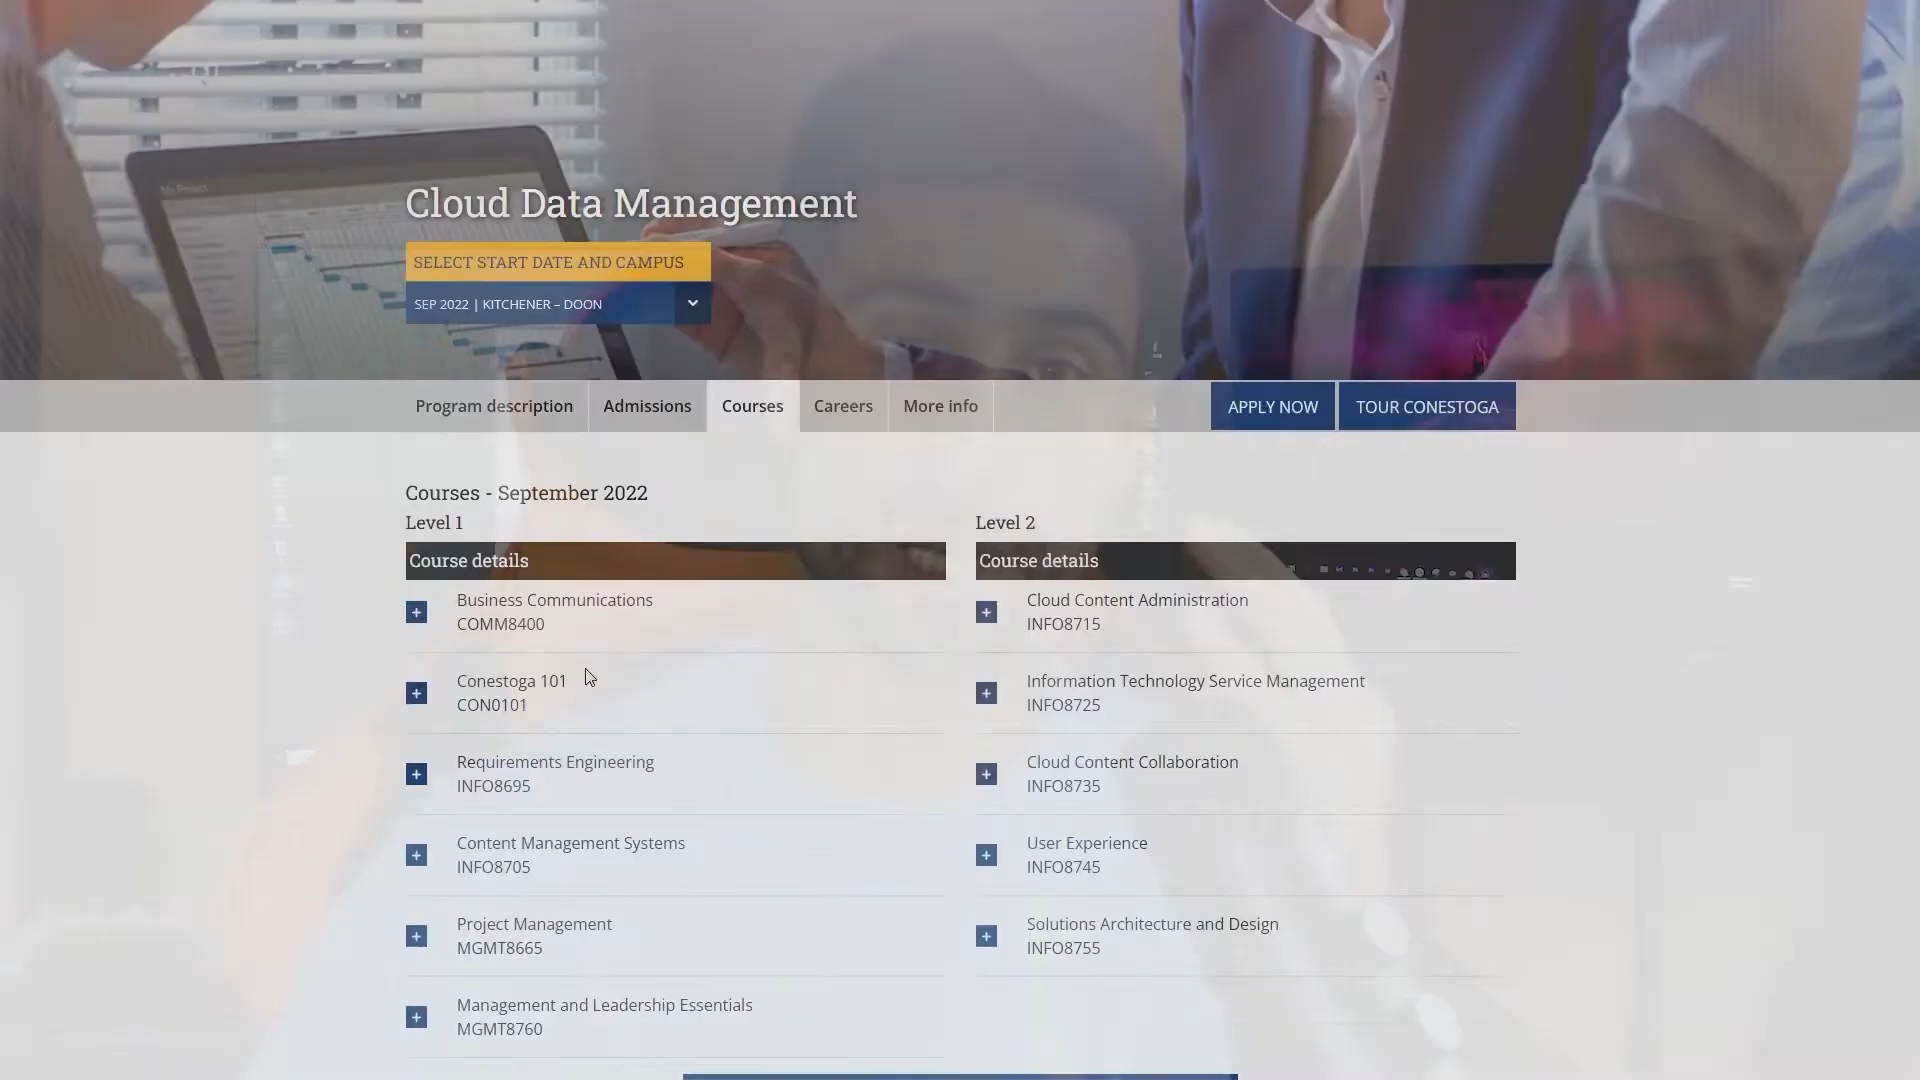 Cloud Data Management
SELECT START DATE AND CAMPUS
SEP 2022 | KITCHENER – DOON
Program description
Admissions
Courses
Careers
More info
APPLY NOW
TOUR CONESTOGA
Courses - September 2022
Level 1
Course details
Business Communications
COMM8400
Conestoga 101
CON0101
Requirements Engineering
INFO8695
Content Management Systems
INFO8705
Project Management
MGMT8665
Management and Leadership Essentials
MGMT8760
Level 2
Course details
Cloud Content Administration
INFO8715
Information Technology Service Management
INFO8725
Cloud Content Collaboration
INFO8735
User Experience
INFO8745
Solutions Architecture and Design
INFO8755